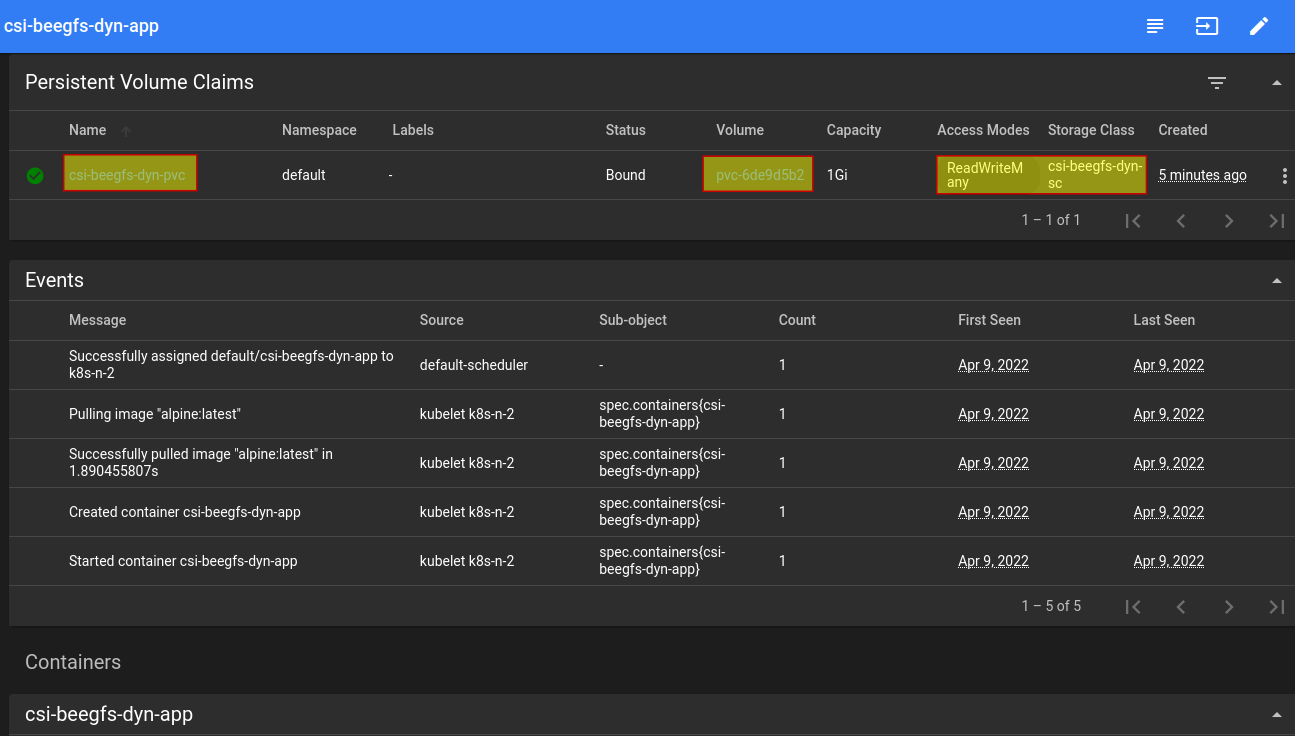 csi-beegfs-dyn-app
Persistent Volume Claims
Name Namespace Labels Status Volume Capacity Access Modes Storage Class Created
csi-beegfs-dyn-pvc default - Bound pvc-6de9d5b2 1Gi ReadWriteM csi-beegfs-dyn- 5 minutes ago
any sc
1 – 1 of 1
Events
Message Source Sub-object Count First Seen Last Seen
Successfully assigned default/csi-beegfs-dyn-app to default-scheduler - 1 Apr 9, 2022 Apr 9, 2022
k8s-n-2
Pulling image "alpine:latest" kubelet k8s-n-2 spec.containers{csi- 1 Apr 9, 2022 Apr 9, 2022
beegfs-dyn-app}
Successfully pulled image "alpine:latest" in kubelet k8s-n-2 spec.containers{csi- 1 Apr 9, 2022 Apr 9, 2022
1.890455807s beegfs-dyn-app}
Created container csi-beegfs-dyn-app kubelet k8s-n-2 spec.containers{csi- 1 Apr 9, 2022 Apr 9, 2022
beegfs-dyn-app}
Started container csi-beegfs-dyn-app kubelet k8s-n-2 spec.containers{csi- 1 Apr 9, 2022 Apr 9, 2022
beegfs-dyn-app}
1 – 5 of 5
Containers
csi-beegfs-dyn-app